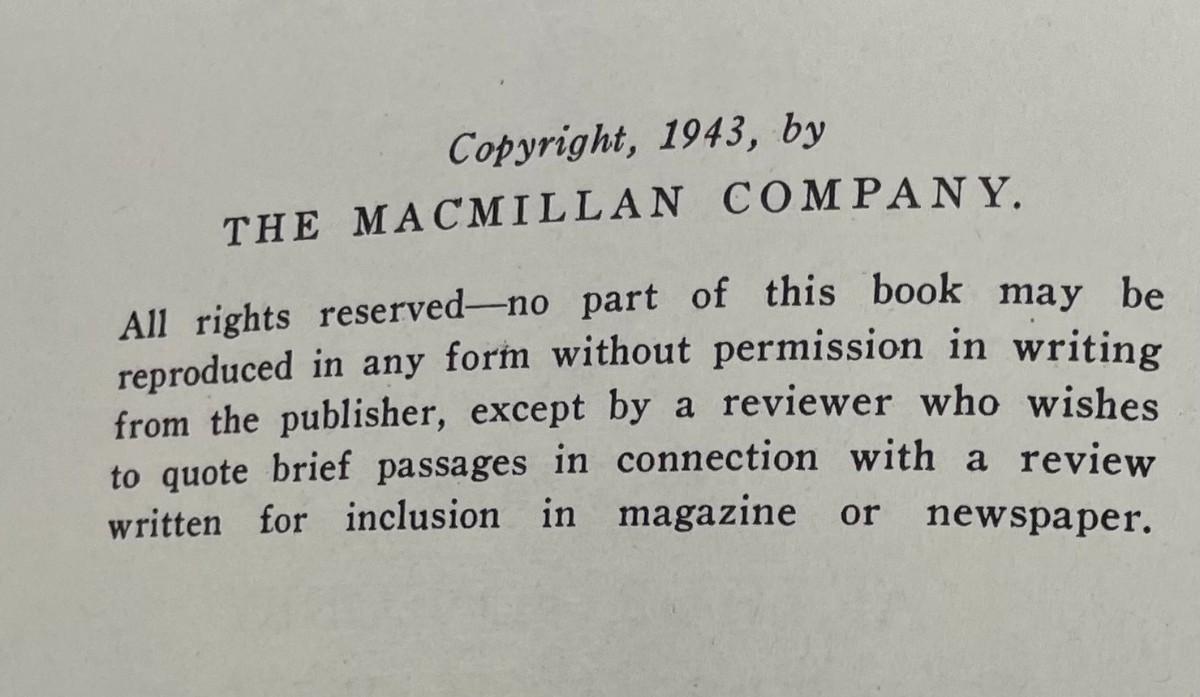 Copyright, 1943, by
THE MACMILLAN COMPANY.
All rights reserved—no part of this book may be
reproduced in any form without permission in writing
from the publisher, except by a reviewer who wishes
to quote brief passages in connection with a review
written for inclusion in magazine or newspaper.